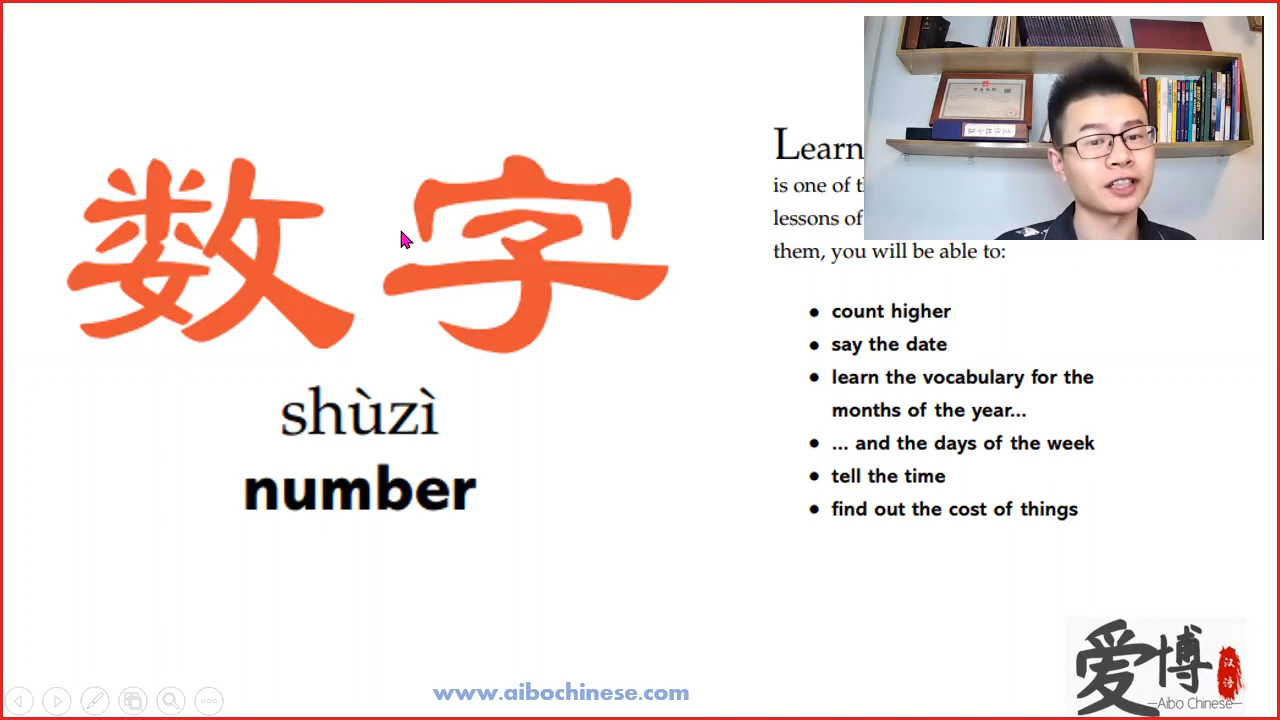 数字
shùzì
number
Learn
is one of
lessons of
them, you will be able to:
● count higher
● say the date
● learn the vocabulary for the
months of the year...
● ... and the days of the week
● tell the time
● find out the cost of things
www.aibochinese.com
爱博
汉语
—Aibo Chinese—